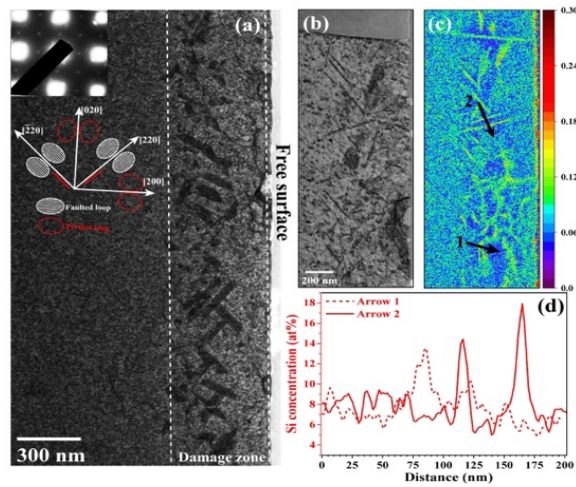 (a)
[020]
[220]
[220]
[200]
Faulted loop
Free surface
300 nm
Damage zone
(b)
200 nm
(c)
2
1
0.36
0.30
0.24
0.18
0.12
0.06
0.0
(d)
Arrow 1
Arrow 2
Si concentration (at%)
18
16
14
12
10
8
6
4
0 25 50 75 100 125 150 175 200
Distance (nm)